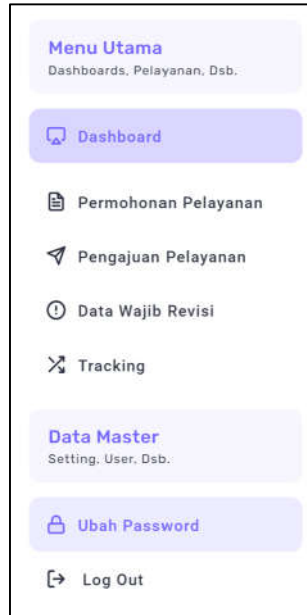 Menu Utama
Dashboards, Pelayanan, Dsb.
Dashboard
Permohonan Pelayanan
Pengajuan Pelayanan
Data Wajib Revisi
Tracking
Data Master
Setting, User, Dsb.
Ubah Password
Log Out